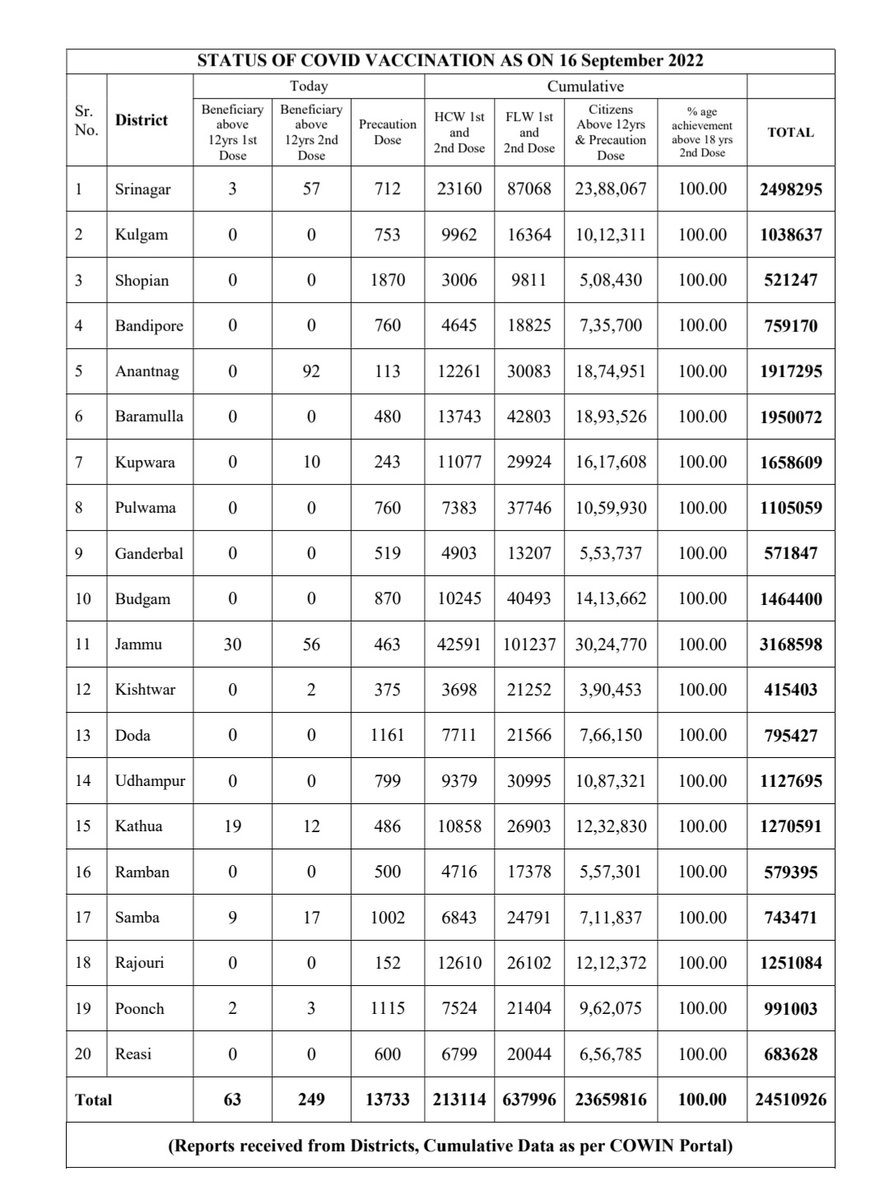 STATUS OF COVID VACCINATION AS ON 16 September 2022
Sr. No. District Today Cumulative
Beneficiary above 12yrs 1st Dose Beneficiary above 12yrs 2nd Dose Precaution Dose HCW 1st and 2nd Dose FLW 1st and 2nd Dose Citizens Above 12yrs & Precaution Dose % age achievement above 18 yrs 2nd Dose TOTAL
1 Srinagar 3 57 712 23160 87068 23,88,067 100.00 2498295
2 Kulgam 0 0 753 9962 16364 10,12,311 100.00 1038637
3 Shopian 0 0 1870 3006 9811 5,08,430 100.00 521247
4 Bandipore 0 0 760 4645 18825 7,35,700 100.00 759170
5 Anantnag 0 92 113 12261 30083 18,74,951 100.00 1917295
6 Baramulla 0 0 480 13743 42803 18,93,526 100.00 1950072
7 Kupwara 0 10 243 11077 29924 16,17,608 100.00 1658609
8 Pulwama 0 0 760 7383 37746 10,59,930 100.00 1105059
9 Ganderbal 0 0 519 4903 13207 5,53,737 100.00 571847
10 Budgam 0 0 870 10245 40493 14,13,662 100.00 1464400
11 Jammu 30 56 463 42591 101237 30,24,770 100.00 3168598
12 Kishtwar 0 2 375 3698 21252 3,90,453 100.00 415403
13 Doda 0 0 1161 7711 21566 7,66,150 100.00 795427
14 Udhampur 0 0 799 9379 30995 10,87,321 100.00 1127695
15 Kathua 19 12 486 10858 26903 12,32,830 100.00 1270591
16 Ramban 0 0 500 4716 17378 5,57,301 100.00 579395
17 Samba 9 17 1002 6843 24791 7,11,837 100.00 743471
18 Rajouri 0 0 152 12610 26102 12,12,372 100.00 1251084
19 Poonch 2 3 1115 7524 21404 9,62,075 100.00 991003
20 Reasi 0 0 600 6799 20044 6,56,785 100.00 683628
Total 63 249 13733 213114 637996 23659816 100.00 24510926
(Reports received from Districts, Cumulative Data as per COWIN Portal)